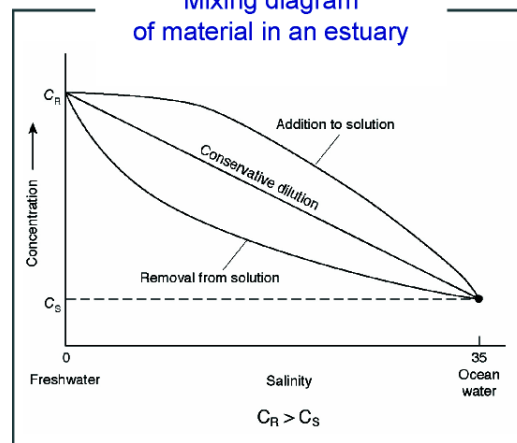 Mixing diagram
of material in an estuary
C_R
Addition to solution
Conservative dilution
Concentration
Removal from solution
C_S
0
35
Freshwater
Salinity
Ocean
water
C_R > C_S